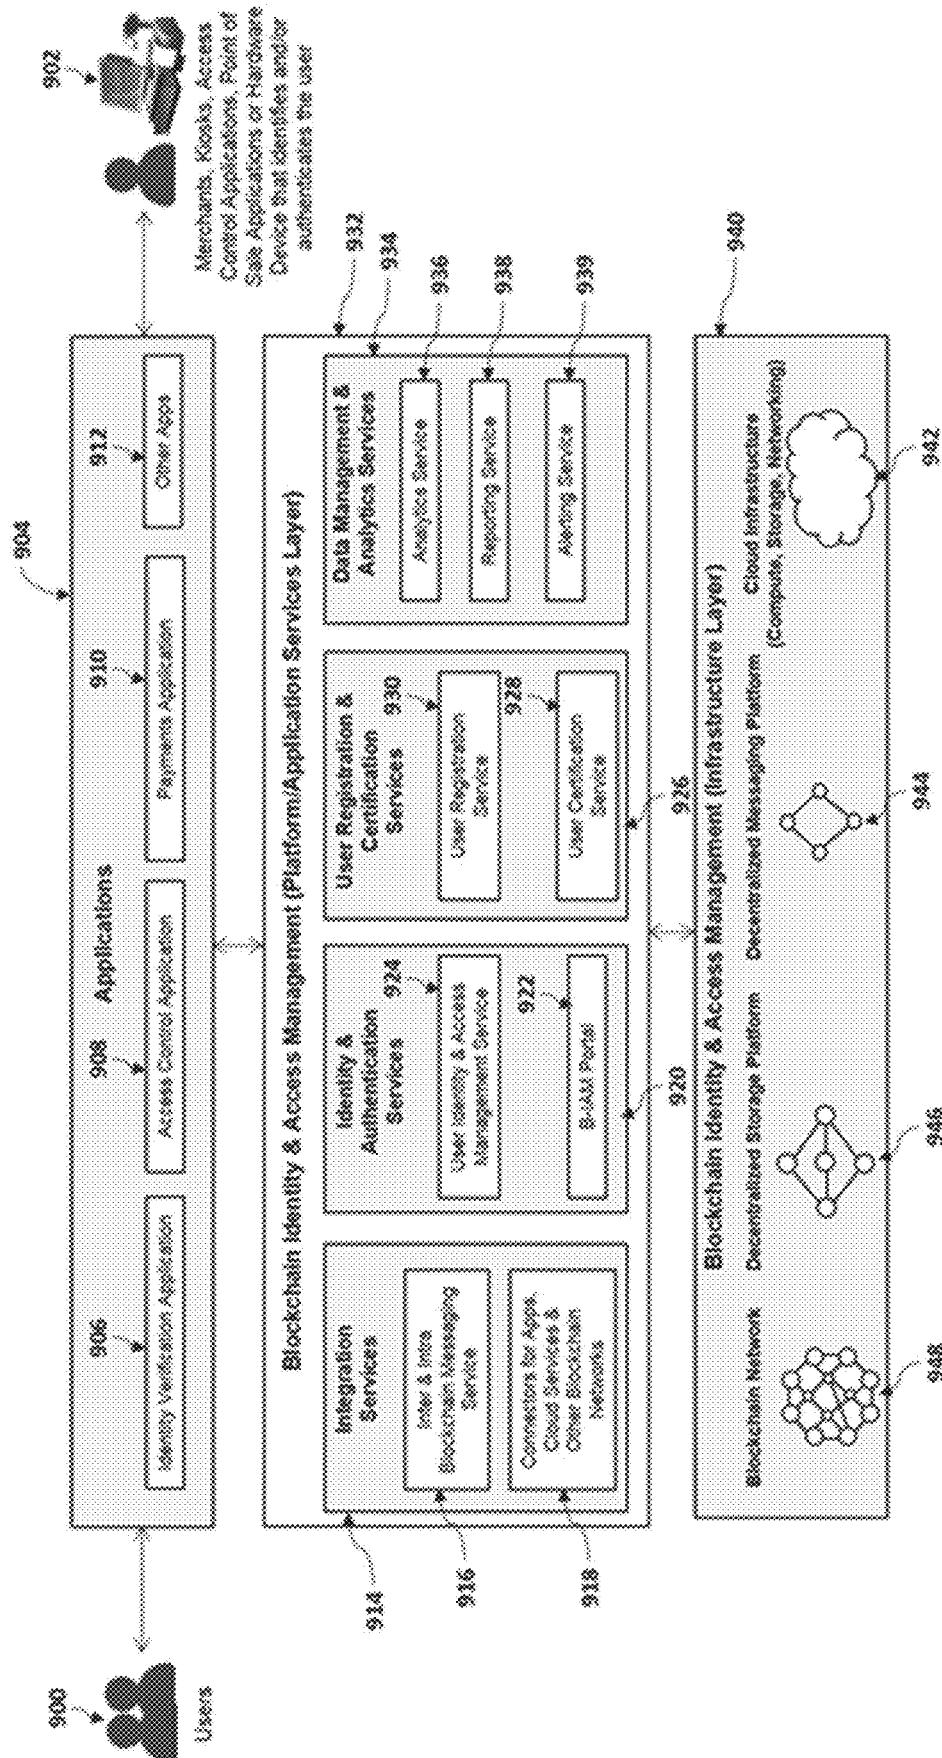 900
Users
904
Applications
906
Identity Verification Application
908
Access Control Application
910
Payments Application
912
Other Apps
902
Merchants, Kiosks, Access
Control Applications, Point of
Sale Applications or Hardware
Device that identifies and/or
authenticates the user
932
Blockchain Identity & Access Management (Platform/Application Services Layer)
914
Integration
Services
916
Inter & Intra
Blockchain Messaging
Service
918
Connectors for Apps,
Cloud Services &
Other Blockchain
Networks
Identity &
Authentication
Services
924
User Identity & Access
Management Service
922
B-IAM Portal
920
User Registration &
Certification
Services
930
User Registration
Service
928
User Certification
Service
926
934
Data Management &
Analytics Services
936
Analytics Service
938
Reporting Service
939
Alerting Service
940
Blockchain Identity & Access Management (Infrastructure Layer)
Blockchain Network
948
Decentralized Storage Platform
946
Decentralized Messaging Platform
944
Cloud Infrastructure
(Compute, Storage, Networking)
942